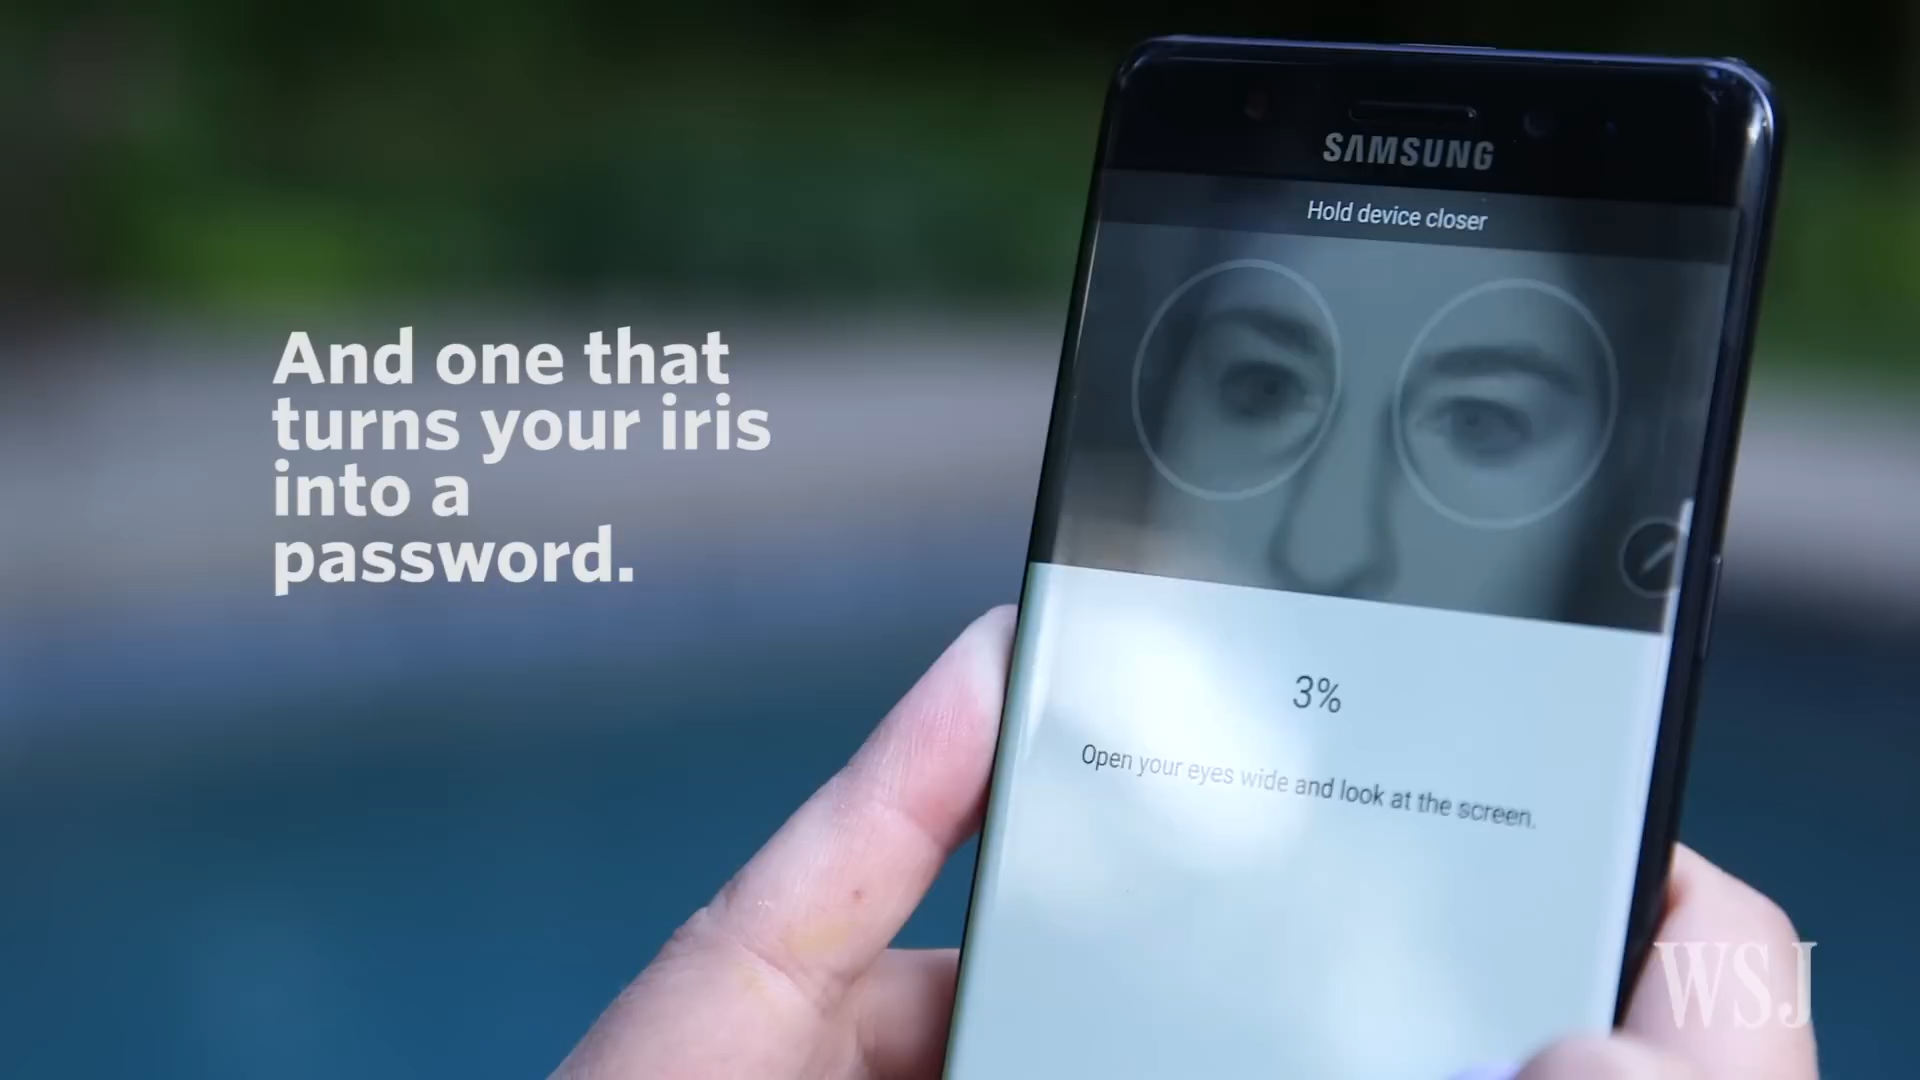 And one that
turns your iris
into a
password.
SAMSUNG
Hold device closer
3%
Open your eyes wide and look at the screen.
WSJ